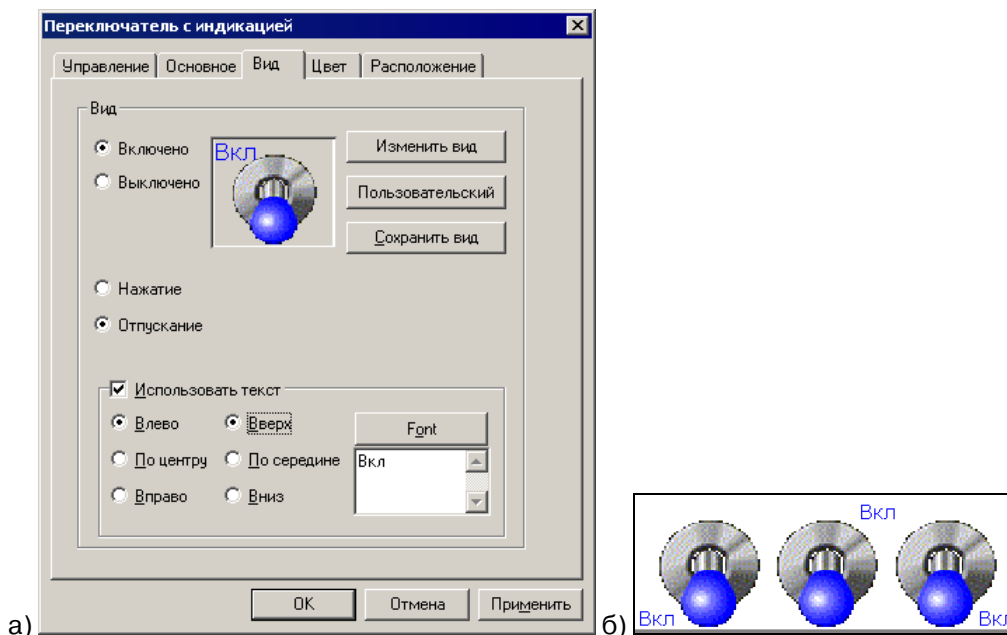 Переключатель с индикацией
Управление Основное Вид Цвет Расположение
Вид
Включено
Выключено
Вкл
Изменить вид
Пользовательский
Сохранить вид
Нажатие
Отпускание
Использовать текст
Влево Вверх
По центру По середине
Вправо Вниз
Font
Вкл
OK Отмена Применить
а)
Вкл
Вкл Вкл
б)